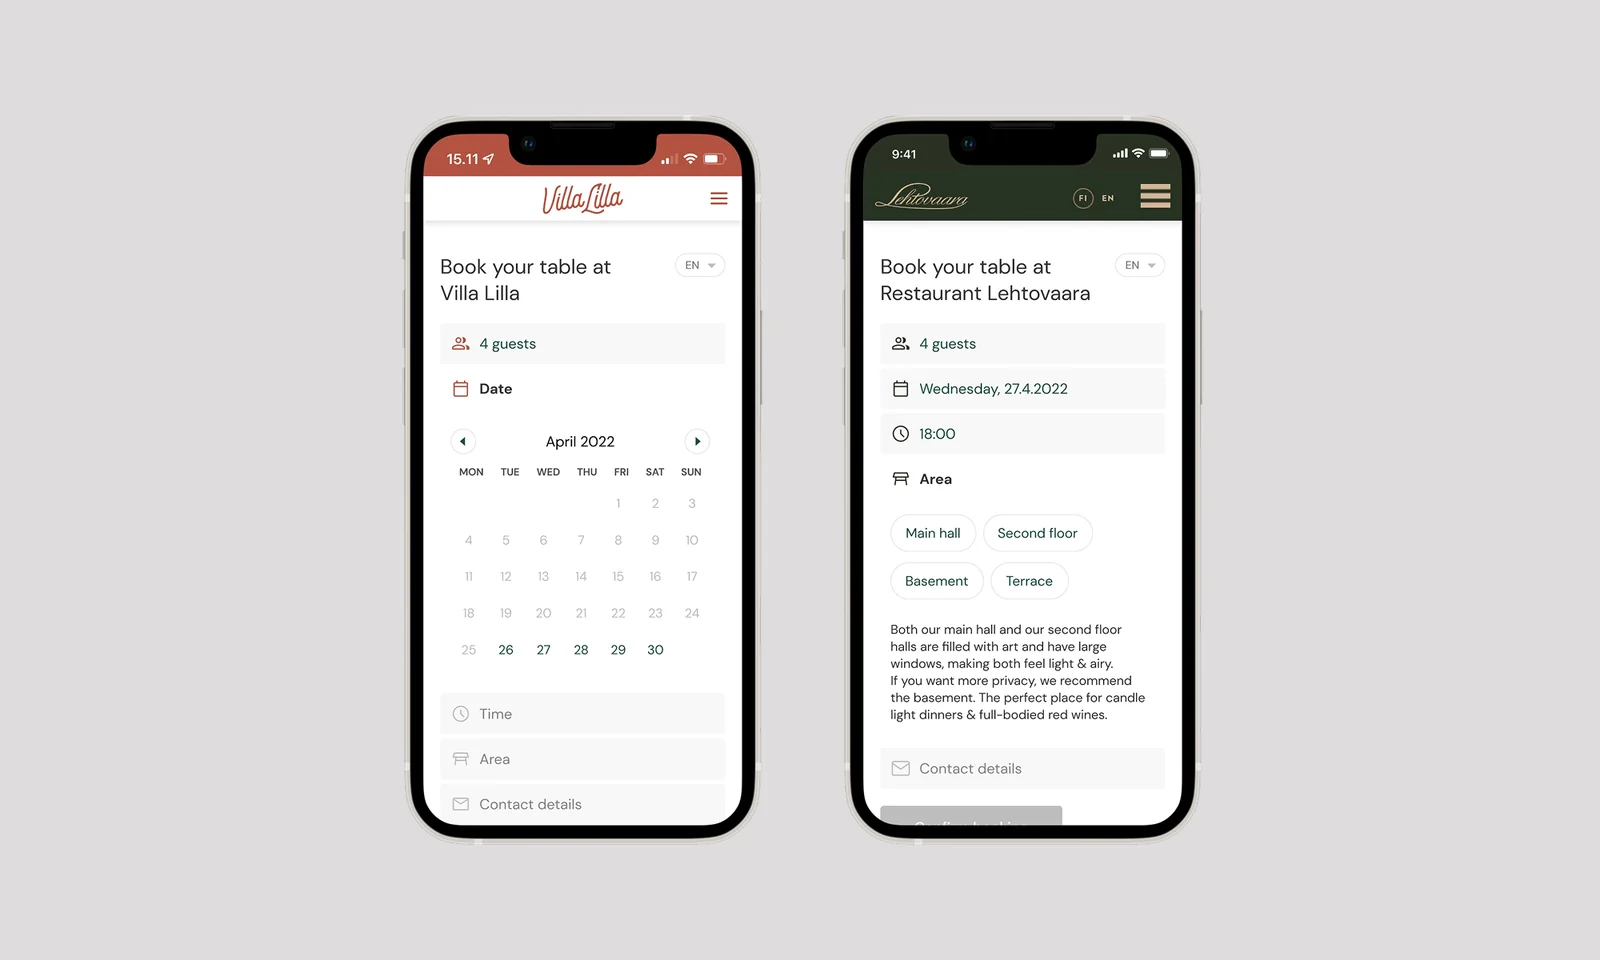 15.11
Villa Lilla
Book your table at
Villa Lilla
EN
4 guests
Date
April 2022
MON TUE WED THU FRI SAT SUN
1 2 3
4 5 6 7 8 9 10
11 12 13 14 15 16 17
18 19 20 21 22 23 24
25 26 27 28 29 30
Time
Area
Contact details
9:41
Lehtovaara
FI EN
Book your table at
Restaurant Lehtovaara
EN
4 guests
Wednesday, 27.4.2022
18:00
Area
Main hall
Second floor
Basement
Terrace
Both our main hall and our second floor
halls are filled with art and have large
windows, making both feel light & airy.
If you want more privacy, we recommend
the basement. The perfect place for candle
light dinners & full-bodied red wines.
Contact details
Confirm booking